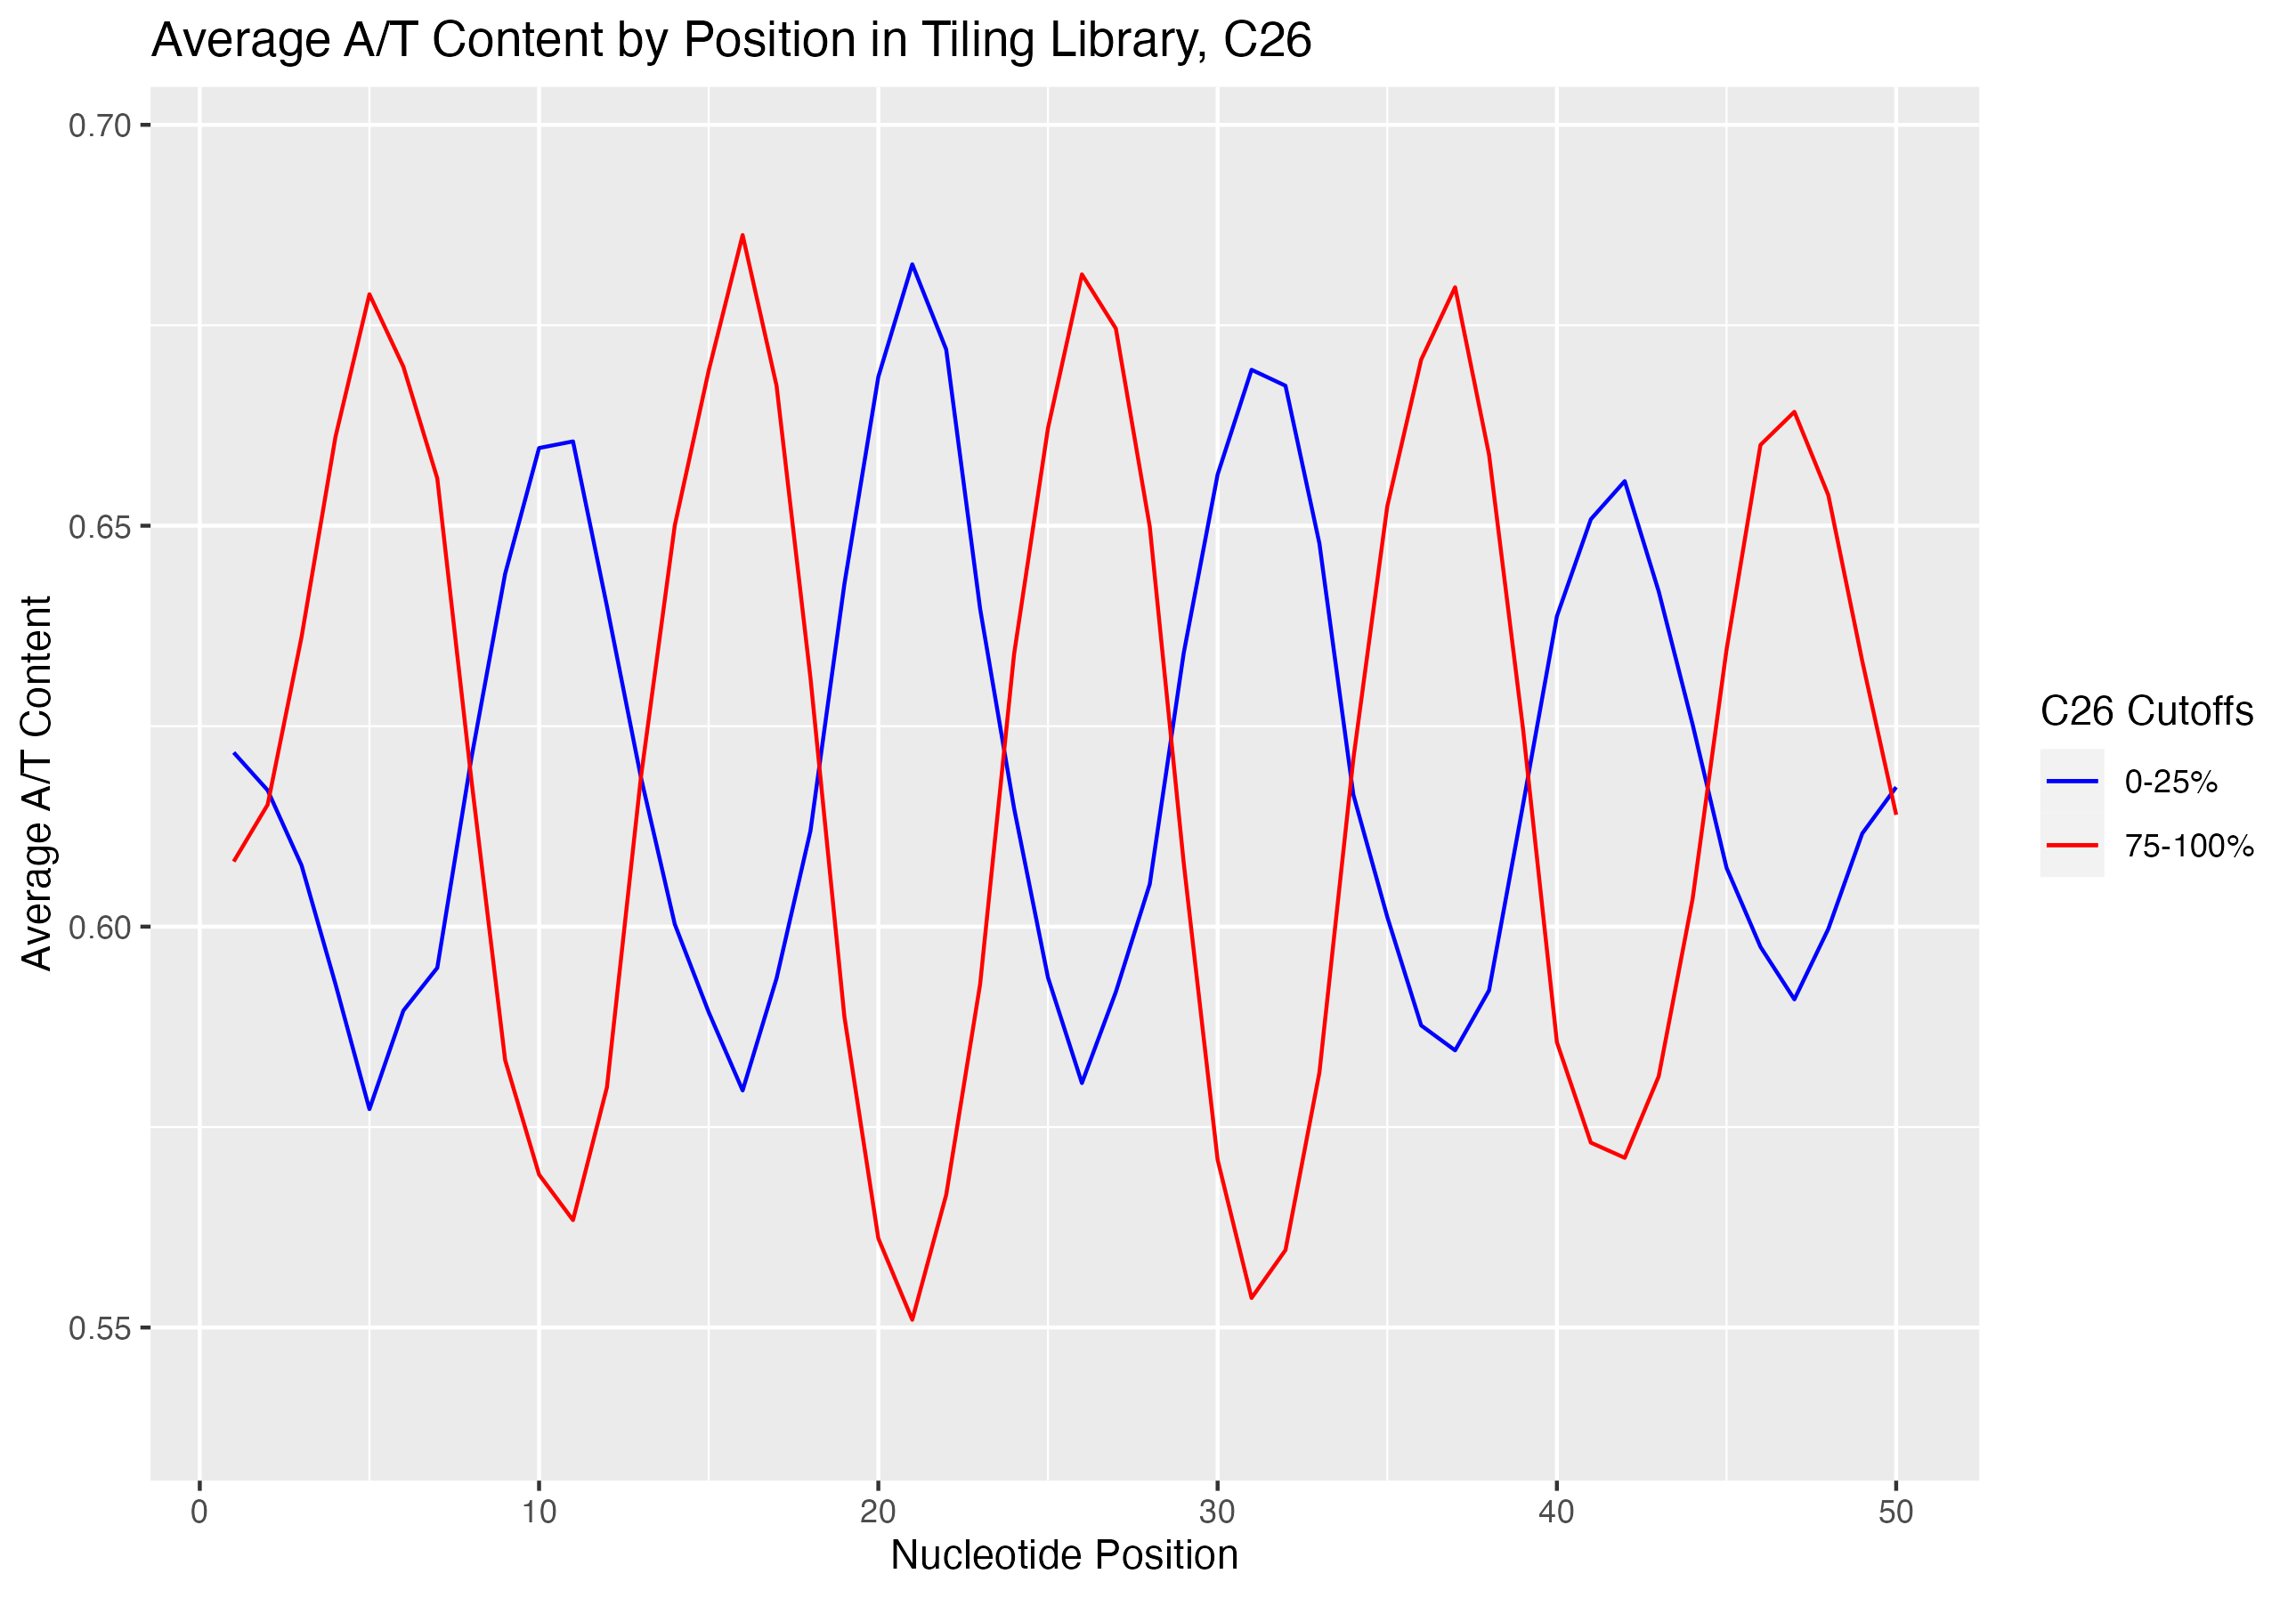 Average A/T Content by Position in Tiling Library, C26
0.70
0.65
0.60
0.55
Average A/T Content
0 10 20 30 40 50
Nucleotide Position
C26 Cutoffs
0-25%
75-100%